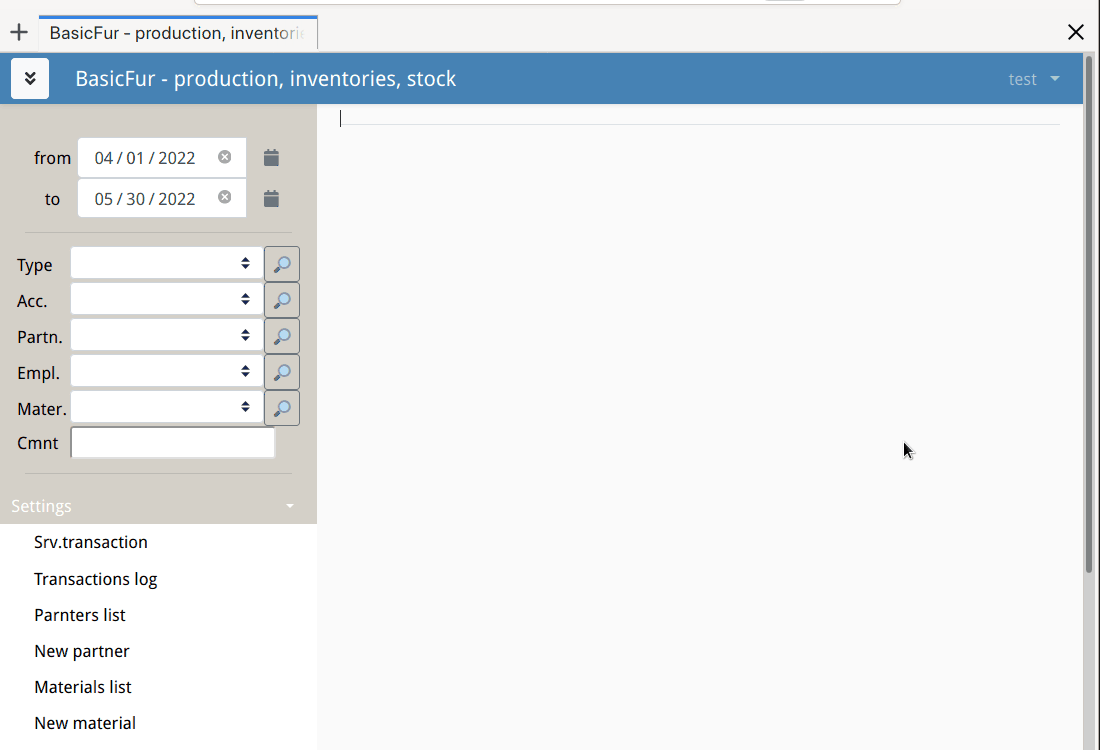 BasicFur - production, inventori
BasicFur - production, inventories, stock
test
from 04 / 01 / 2022
to 05 / 30 / 2022
Type
Acc.
Partn.
Empl.
Mater.
Cmnt
Settings
Srv.transaction
Transactions log
Parnters list
New partner
Materials list
New material